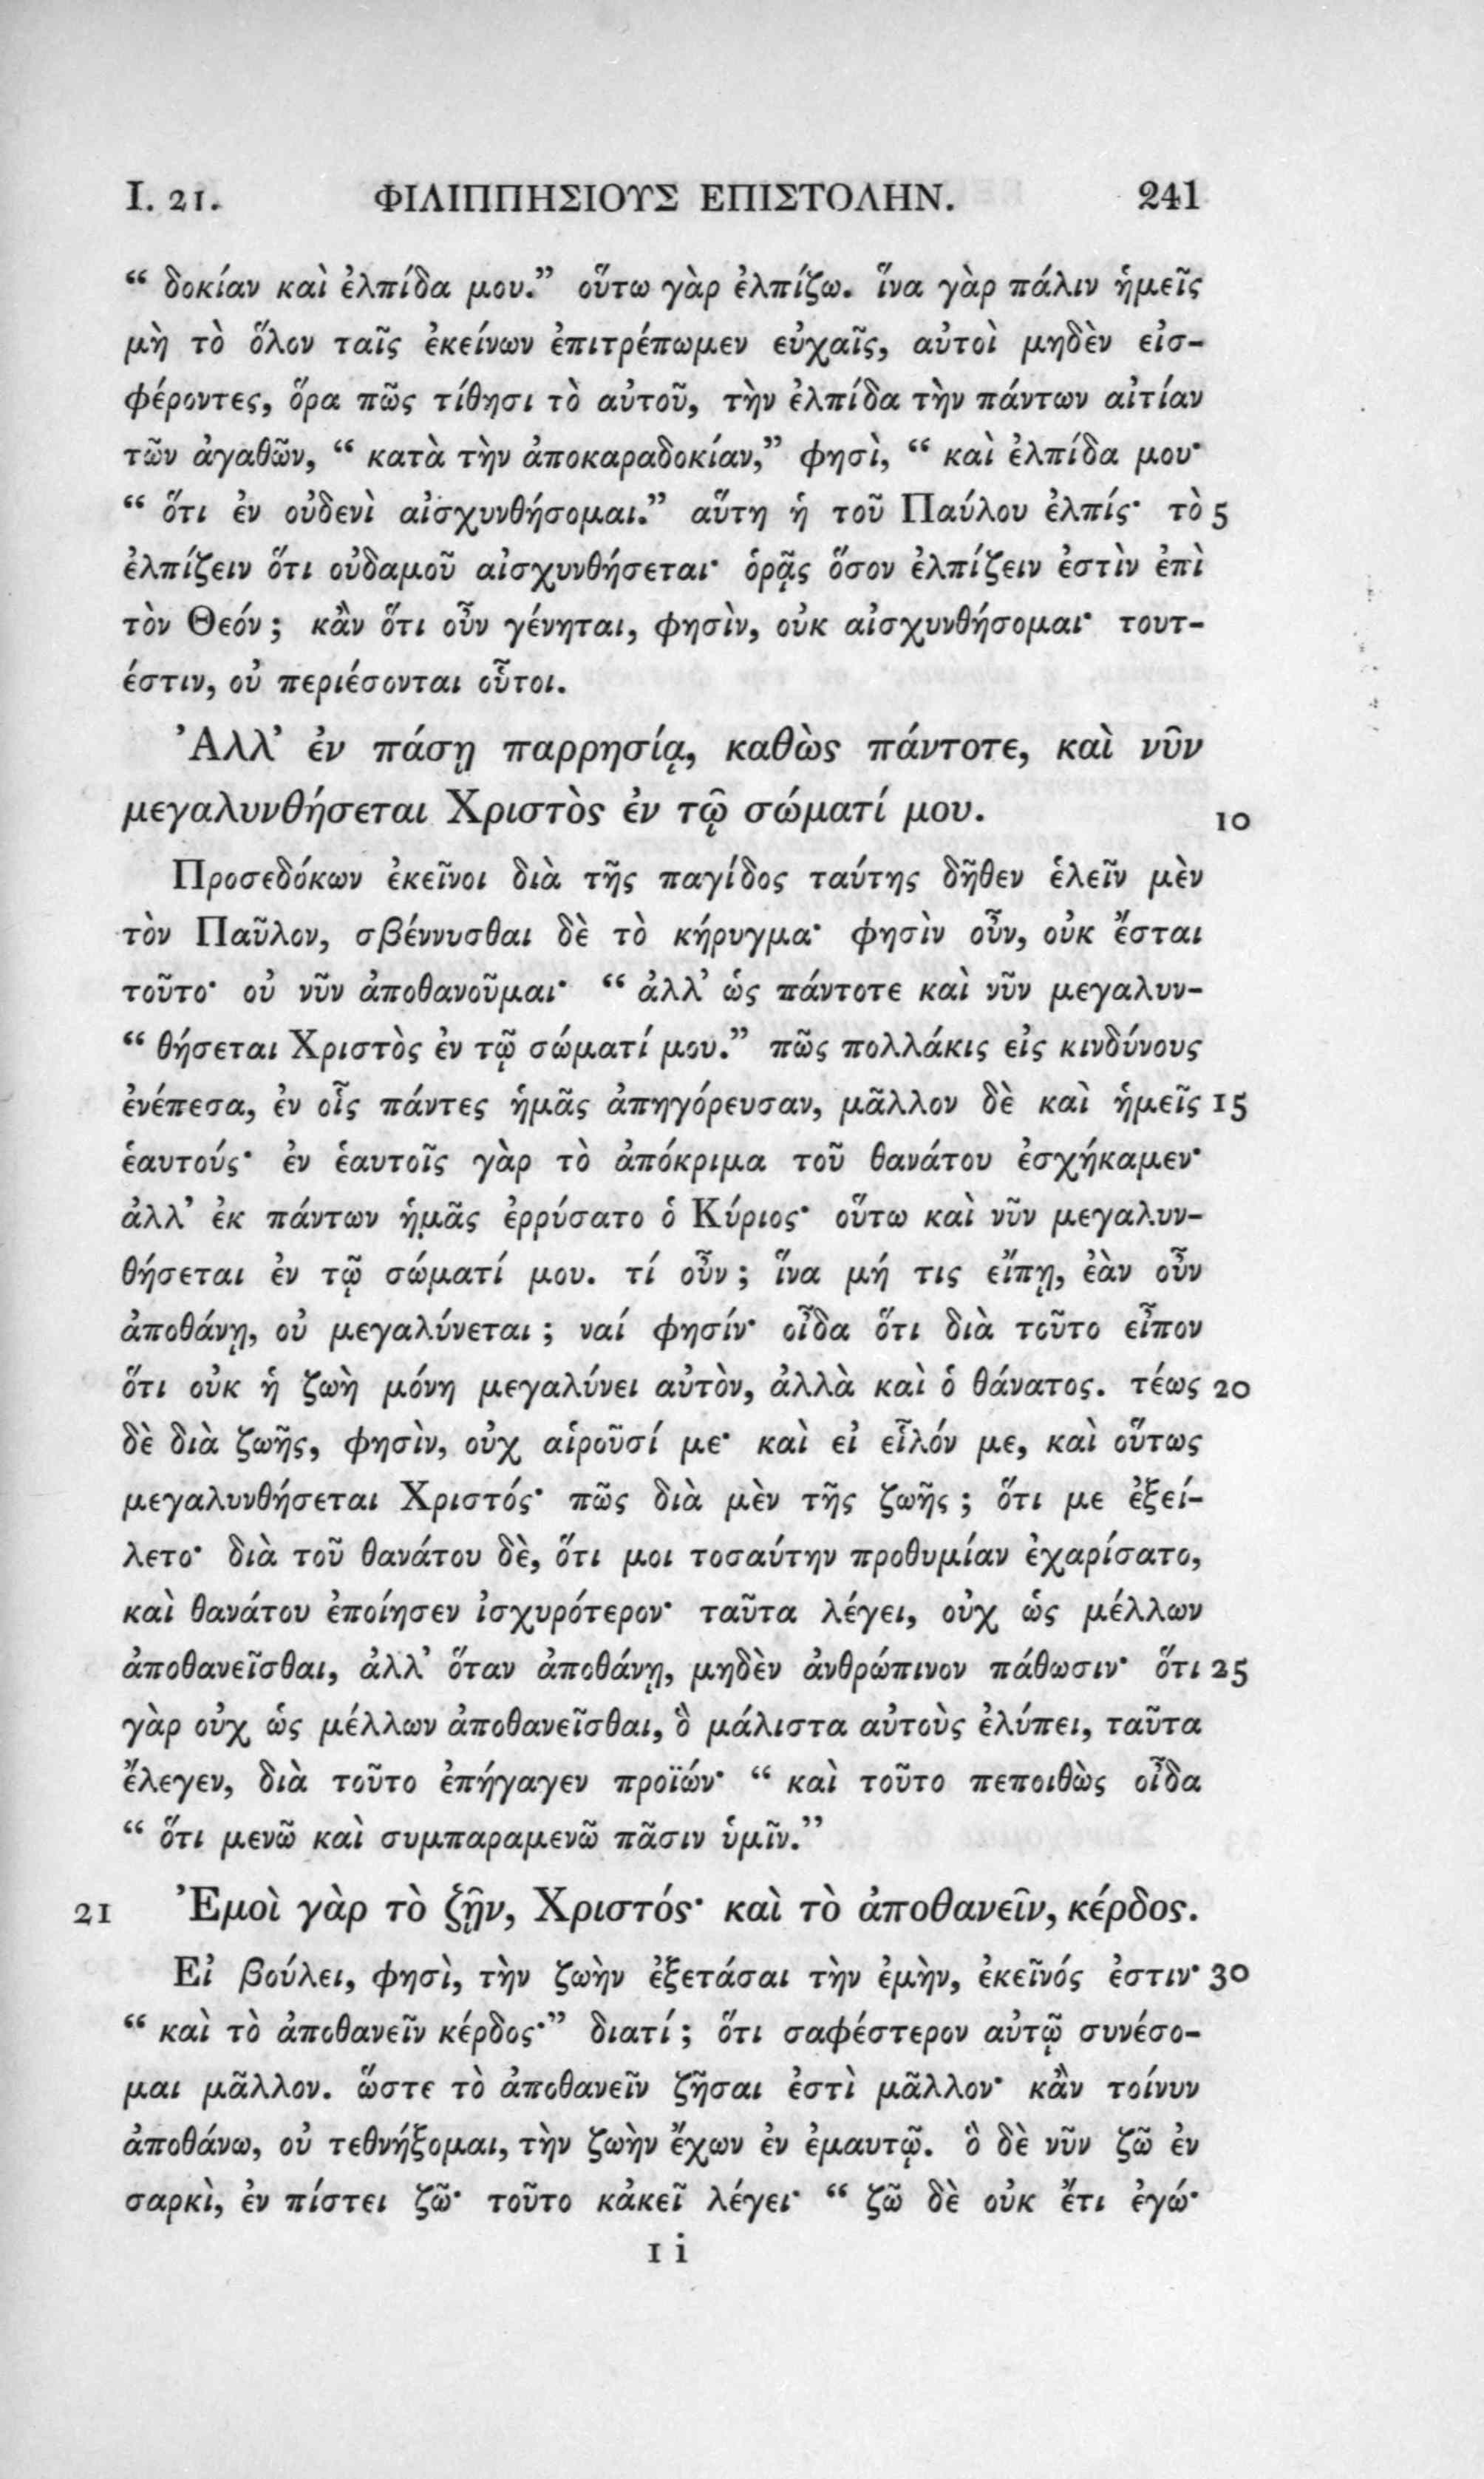 I. 21. ΦΙΛΙΠΠΗΣΙΟΥΣ ΕΠΙΣΤΟΛΗΝ. 241
“ δοκίαν καὶ ἐλπίδα μου.” οὕτω γὰρ ἐλπίζω. ἵνα γὰρ πάλιν ἡμεῖς
μὴ τὸ ὅλον ταῖς ἐκείνων ἐπιτρέπωμεν εὐχαῖς, αὐτοὶ μηδὲν εἰσ-
φέροντες, ὅρα πῶς τίθησι τὸ αὐτοῦ, τὴν ἐλπίδα τὴν πάντων αἰτίαν
τῶν ἀγαθῶν, “ κατὰ τὴν ἀποκαραδοκίαν,” φησὶ, “ καὶ ἐλπίδα μου·
“ ὅτι ἐν οὐδενὶ αἰσχυνθήσομαι.” αὕτη ἡ τοῦ Παύλου ἐλπίς· τὸ 5
ἐλπίζειν ὅτι οὐδαμοῦ αἰσχυνθήσεται· ὁρᾷς ὅσον ἐλπίζειν ἐστὶν ἐπὶ
τὸν Θεόν ; κἂν ὅτι οὖν γένηται, φησὶν, οὐκ αἰσχυνθήσομαι· τουτ-
έστιν, οὐ περιέσονται οὗτοι.
Ἀλλ’ ἐν πάσῃ παρρησίᾳ, καθὼς πάντοτε, καὶ νῦν
μεγαλυνθήσεται Χριστὸς ἐν τῷ σώματί μου. 10
Προσεδόκων ἐκεῖνοι διὰ τῆς παγίδος ταύτης δῆθεν ἑλεῖν μὲν
τὸν Παῦλον, σβέννυσθαι δὲ τὸ κήρυγμα· φησὶν οὖν, οὐκ ἔσται
τοῦτο· οὐ νῦν ἀποθανοῦμαι· “ ἀλλ’ ὡς πάντοτε καὶ νῦν μεγαλυν-
“ θήσεται Χριστὸς ἐν τῷ σώματί μου.” πῶς πολλάκις εἰς κινδύνους
ἐνέπεσα, ἐν οἷς πάντες ἡμᾶς ἀπηγόρευσαν, μᾶλλον δὲ καὶ ἡμεῖς 15
ἑαυτούς· ἐν ἑαυτοῖς γὰρ τὸ ἀπόκριμα τοῦ θανάτου ἐσχήκαμεν·
ἀλλ’ ἐκ πάντων ἡμᾶς ἐρρύσατο ὁ Κύριος· οὕτω καὶ νῦν μεγαλυν-
θήσεται ἐν τῷ σώματί μου. τί οὖν ; ἵνα μή τις εἴπῃ, ἐὰν οὖν
ἀποθάνῃ, οὐ μεγαλύνεται ; ναί φησίν· οἶδα ὅτι διὰ τοῦτο εἶπον
ὅτι οὐκ ἡ ζωὴ μόνη μεγαλύνει αὐτὸν, ἀλλὰ καὶ ὁ θάνατος. τέως 20
δὲ διὰ ζωῆς, φησὶν, οὐχ αἱροῦσί με· καὶ εἰ εἷλόν με, καὶ οὕτως
μεγαλυνθήσεται Χριστός· πῶς διὰ μὲν τῆς ζωῆς ; ὅτι με ἐξεί-
λετο· διὰ τοῦ θανάτου δὲ, ὅτι μοι τοσαύτην προθυμίαν ἐχαρίσατο,
καὶ θανάτου ἐποίησεν ἰσχυρότερον· ταῦτα λέγει, οὐχ ὡς μέλλων
ἀποθανεῖσθαι, ἀλλ’ ὅταν ἀποθάνῃ, μηδὲν ἀνθρώπινον πάθωσιν· ὅτι 25
γὰρ οὐχ ὡς μέλλων ἀποθανεῖσθαι, ὃ μάλιστα αὐτοὺς ἐλύπει, ταῦτα
ἔλεγεν, διὰ τοῦτο ἐπήγαγεν προϊών· “ καὶ τοῦτο πεποιθὼς οἶδα
“ ὅτι μενῶ καὶ συμπαραμενῶ πᾶσιν ὑμῖν.”
21 Ἐμοὶ γὰρ τὸ ζῇν, Χριστός· καὶ τὸ ἀποθανεῖν, κέρδος.
Εἰ βούλει, φησὶ, τὴν ζωὴν ἐξετάσαι τὴν ἐμὴν, ἐκεῖνός ἐστιν· 30
“ καὶ τὸ ἀποθανεῖν κέρδος·” διατί ; ὅτι σαφέστερον αὐτῷ συνέσο-
μαι μᾶλλον. ὥστε τὸ ἀποθανεῖν ζῆσαι ἐστὶ μᾶλλον· κἂν τοίνυν
ἀποθάνω, οὐ τεθνήξομαι, τὴν ζωὴν ἔχων ἐν ἐμαυτῷ. ὃ δὲ νῦν ζῶ ἐν
σαρκὶ, ἐν πίστει ζῶ· τοῦτο κἀκεῖ λέγει· “ ζῶ δὲ οὐκ ἔτι ἐγώ·
I i